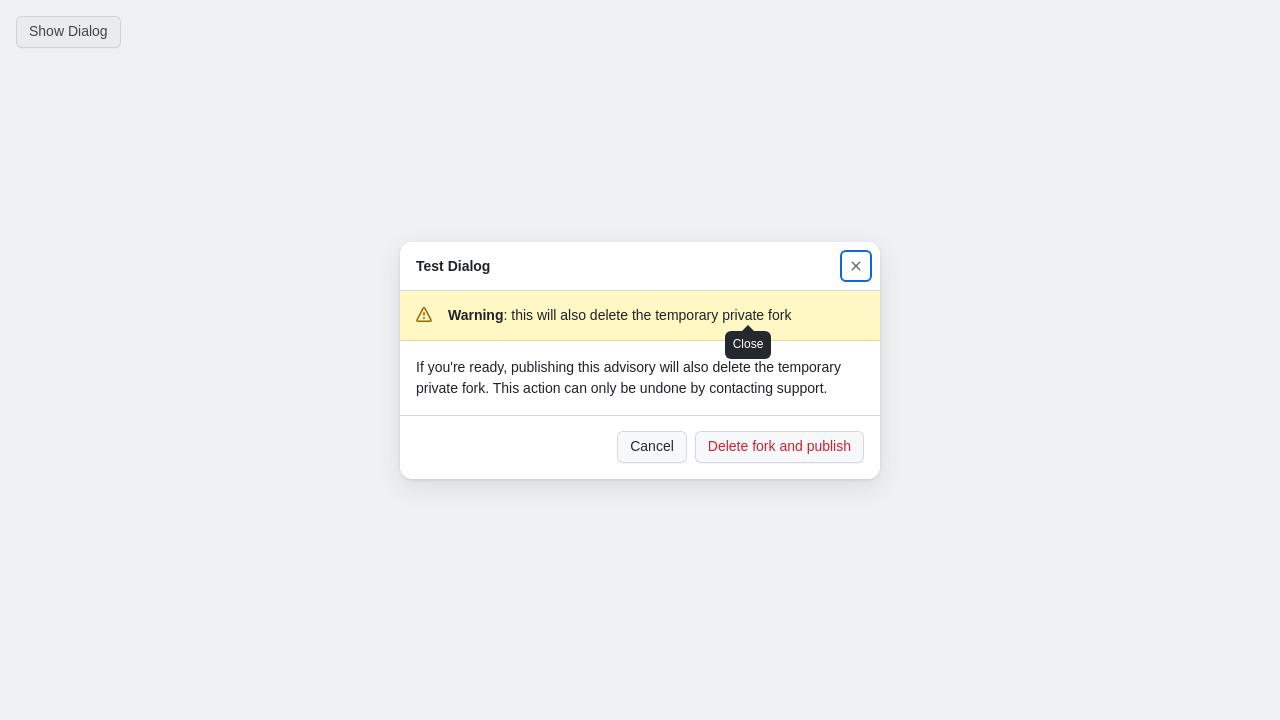 Show Dialog
Test Dialog
Warning: this will also delete the temporary private fork
Close
If you're ready, publishing this advisory will also delete the temporary
private fork. This action can only be undone by contacting support.
Cancel
Delete fork and publish